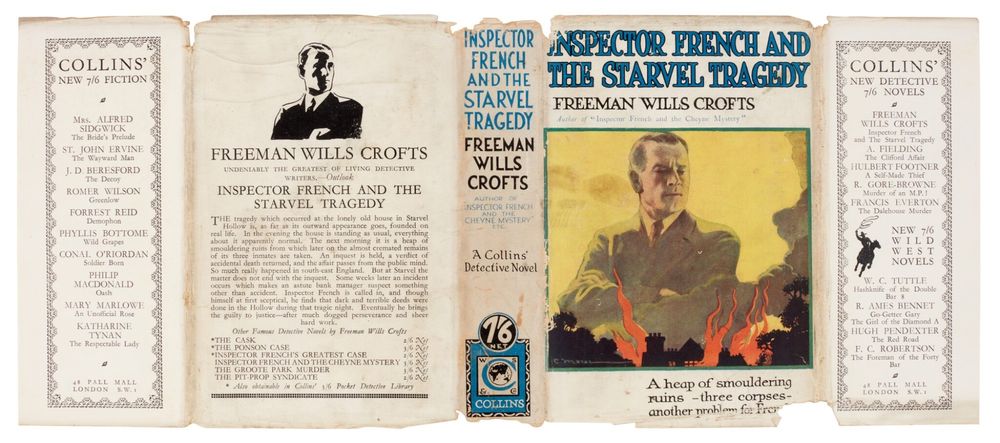 COLLINS'
NEW 7/6 FICTION
MRS. ALFRED
SIDGWICK
The Bride's Prelude
ST. JOHN ERVINE
The Wayward Man
J. D. BERESFORD
The Decoy
ROMER WILSON
Greenlow
FORREST REID
Demophon
PHYLLIS BOTTOME
Wild Grapes
CONAL O'RIORDAN
Soldier Born
PHILIP
MACDONALD
Oash
MARY MARLOWE
An Unofficial Rose
KATHARINE
TYNAN
The Respectable Lady
48 PALL MALL
LONDON S.W.1
FREEMAN WILLS CROFTS
UNDENIABLY THE GREATEST OF LIVING DETECTIVE
WRITERS.—Outlook
INSPECTOR FRENCH AND THE
STARVEL TRAGEDY
THE tragedy which occurred at the lonely old house in Starvel
Hollow is, as far as its outward appearance goes, founded on
real life. In the evening the house is standing as usual, everything
about it apparently normal. The next morning it is a heap of
smouldering ruins from which later on the almost cremated remains
of its three inmates are taken. An inquest is held, a verdict of
accidental death returned, and the affair passes from the public mind.
So much really happened in south-east England. But at Starvel the
matter does not end with the inquest. Some weeks later an incident
occurs which makes an astute bank manager suspect something
other than accident. Inspector French is called in, and though
himself at first sceptical, he finds that dark and terrible deeds were
done in the Hollow during that tragic night. Eventually he brings
the guilty to justice—after much dogged perseverance and sheer
hard work.
Other Famous Detective Novels by Freeman Wills Crofts
*THE CASK 2/6 Net
*THE PONSON CASE 2/6 Net
*INSPECTOR FRENCH'S GREATEST CASE 2/6 Net
INSPECTOR FRENCH AND THE CHEYNE MYSTERY 3/6 Net
THE GROOTE PARK MURDER Net
THE PIT-PROP SYNDICATE Net
* Also obtainable in Collins' 3/6 Pocket Detective Library
INSPECTOR
FRENCH
AND THE
STARVEL
TRAGEDY
FREEMAN
WILLS
CROFTS
AUTHOR OF
INSPECTOR FRENCH
AND THE
CHEYNE MYSTERY
ETC.
A Collins'
Detective Novel
7/6
NET
COLLINS
INSPECTOR FRENCH AND
THE STARVEL TRAGEDY
FREEMAN WILLS CROFTS
Author of "Inspector French and the Cheyne Mystery"
A heap of smouldering
ruins - three corpses-
another problem for
COLLINS'
NEW DETECTIVE
7/6 NOVELS
FREEMAN
WILLS CROFTS
Inspector French
and The Starvel Tragedy
A. FIELDING
The Clifford Affair
HULBERT FOOTNER
A Self-Made Thief
R. GORE-BROWNE
Murder of an M.P.!
FRANCIS EVERTON
The Dalehouse Murder
NEW 7/6
WILD
WEST
NOVELS
W. C. TUTTLE
Hashknife of the Double
Bar 8
R. AMES BENNET
Go-Getter Gary
The Girl of the Diamond A
HUGH PENDEXTER
The Red Road
F. C. ROBERTSON
The Foreman of the Forty
Bar
48 PALL MALL
LONDON S.W.1